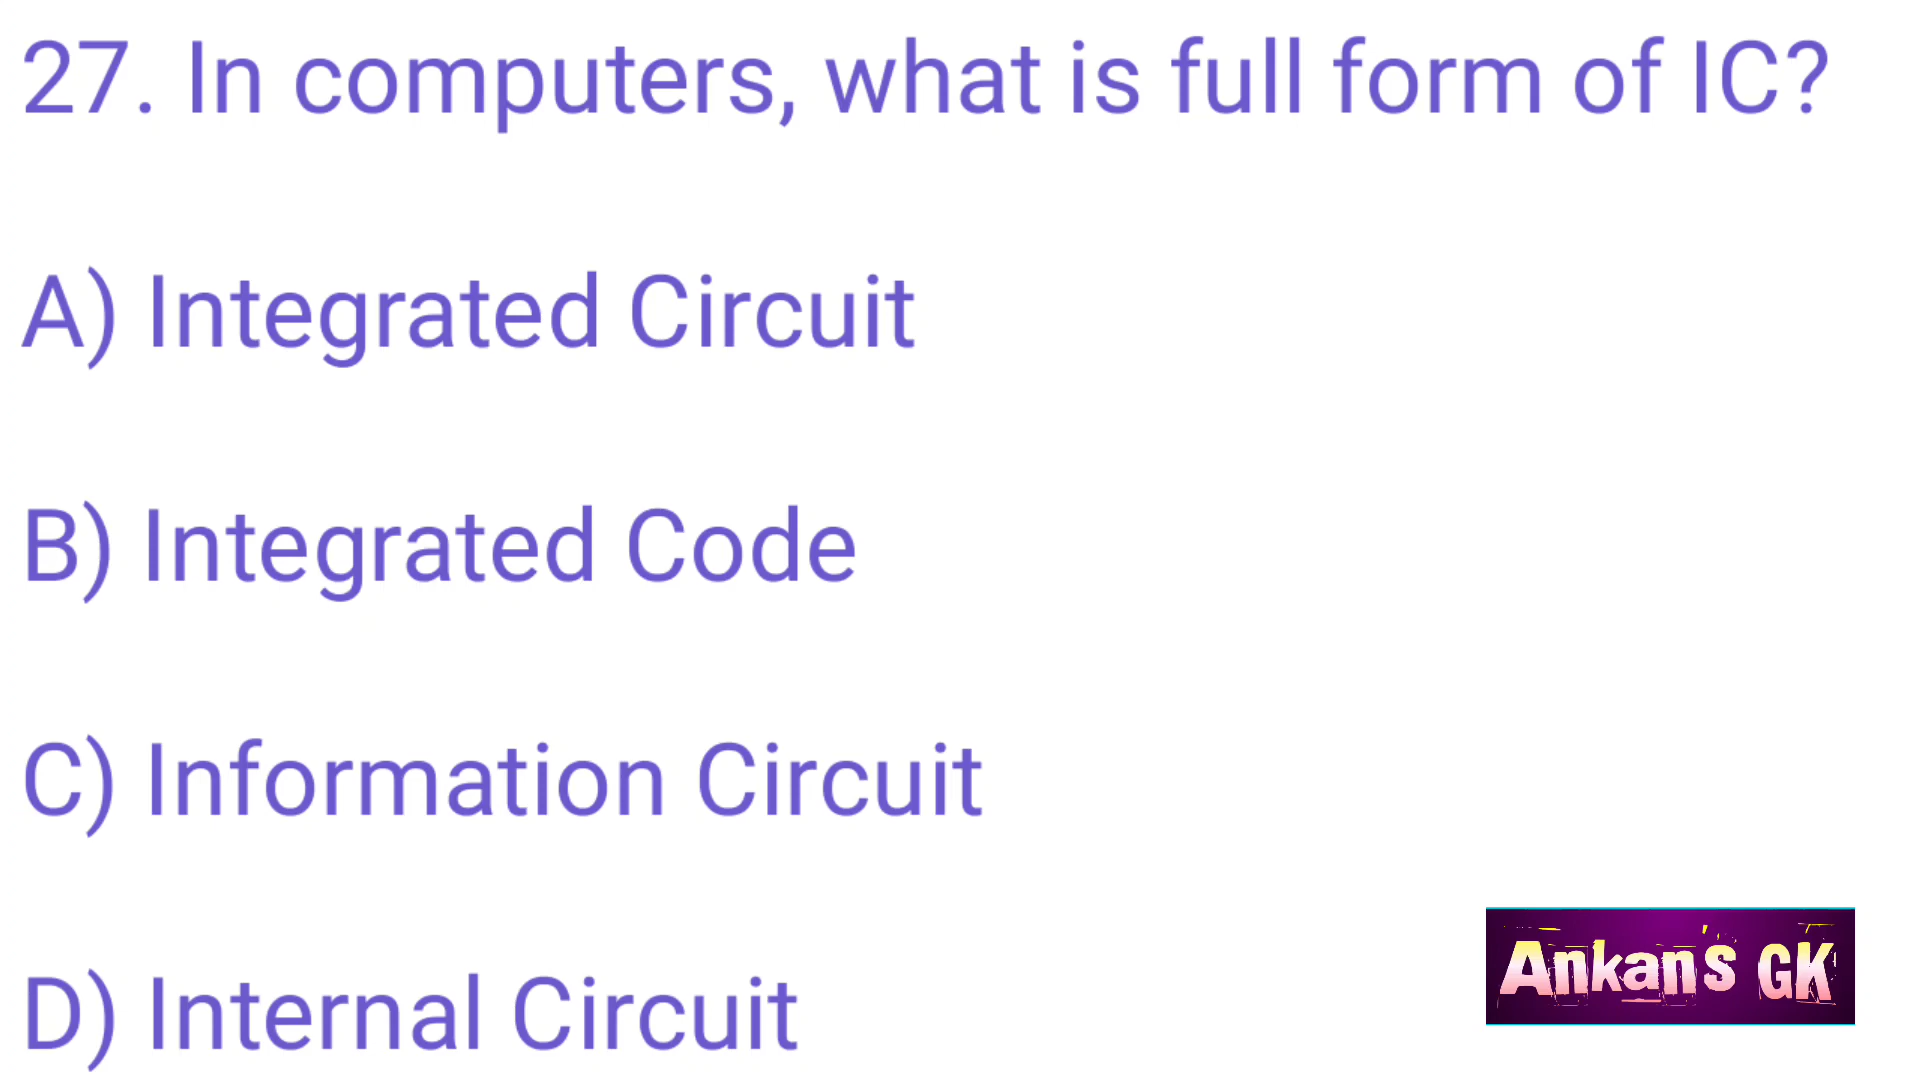 27. In computers, what is full form of IC?
A) Integrated Circuit
B) Integrated Code
C) Information Circuit
D) Internal Circuit
Ankan's GK